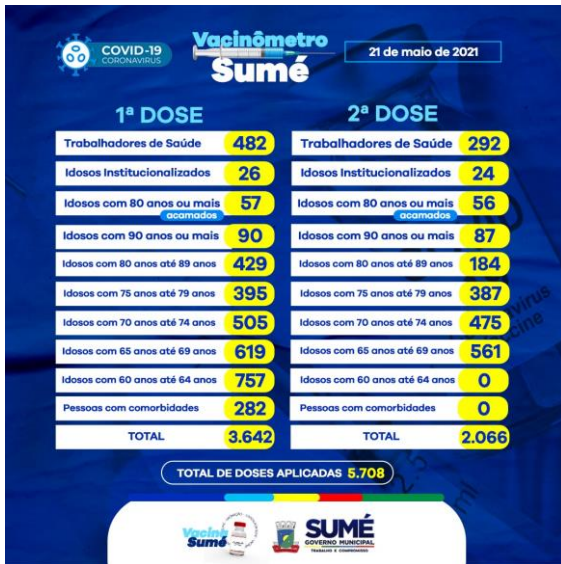 COVID-19
CORONAVIRUS
Vacinômetro
Sumé
21 de maio de 2021
1ª DOSE
Trabalhadores de Saúde 482
Idosos Institucionalizados 26
Idosos com 80 anos ou mais 57
acamados
Idosos com 90 anos ou mais 90
Idosos com 80 anos até 89 anos 429
Idosos com 75 anos até 79 anos 395
Idosos com 70 anos até 74 anos 505
Idosos com 65 anos até 69 anos 619
Idosos com 60 anos até 64 anos 757
Pessoas com comorbidades 282
TOTAL 3.642
2ª DOSE
Trabalhadores de Saúde 292
Idosos Institucionalizados 24
Idosos com 80 anos ou mais 56
acamados
Idosos com 90 anos ou mais 87
Idosos com 80 anos até 89 anos 184
Idosos com 75 anos até 79 anos 387
Idosos com 70 anos até 74 anos 475
Idosos com 65 anos até 69 anos 561
Idosos com 60 anos até 64 anos 0
Pessoas com comorbidades 0
TOTAL 2.066
TOTAL DE DOSES APLICADAS 5.708
Vacina
Sumé
SUMÉ
GOVERNO MUNICIPAL
TRABALHO E COMPROMISSO